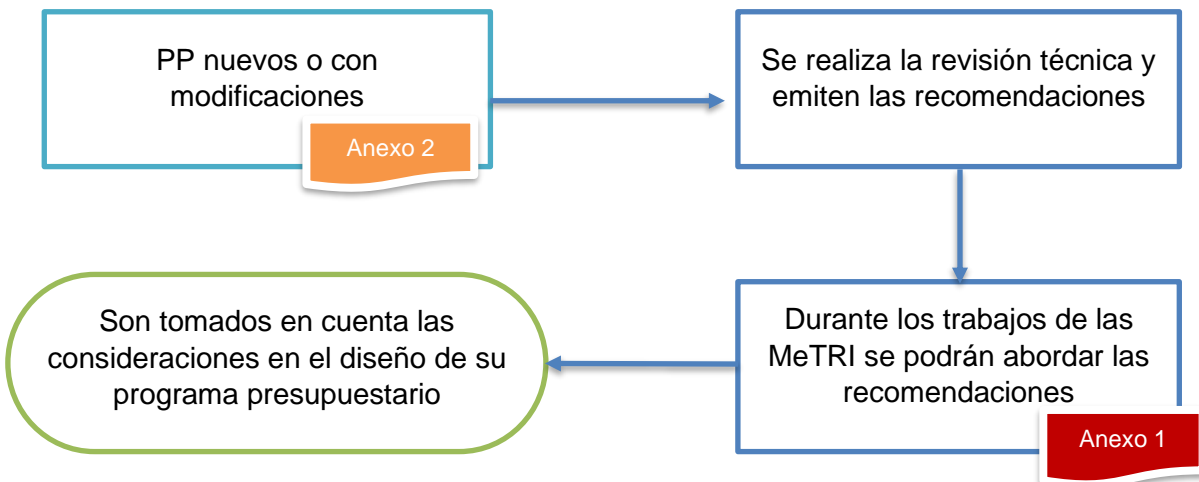 PP nuevos o con
modificaciones
Anexo 2
Se realiza la revisión técnica y
emiten las recomendaciones
Durante los trabajos de las
MeTRI se podrán abordar las
recomendaciones
Anexo 1
Son tomados en cuenta las
consideraciones en el diseño de su
programa presupuestario